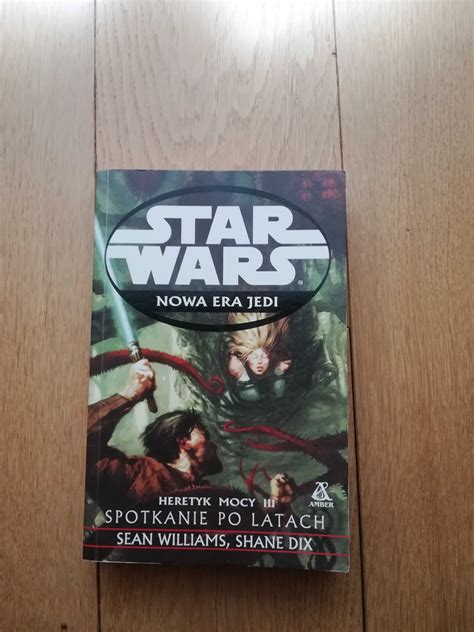 STAR
WARS®
NOWA ERA JEDI
AMBER
HERETYK MOCY III
SPOTKANIE PO LATACH
SEAN WILLIAMS, SHANE DIX